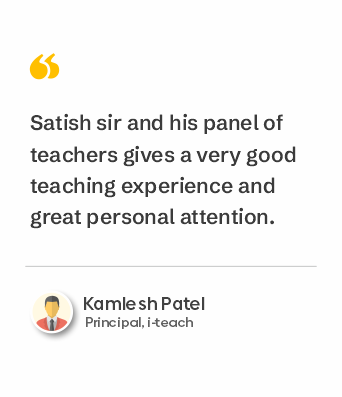 Satish sir and his panel of
teachers gives a very good
teaching experience and
great personal attention.
Kamlesh Patel
Principal, i-teach